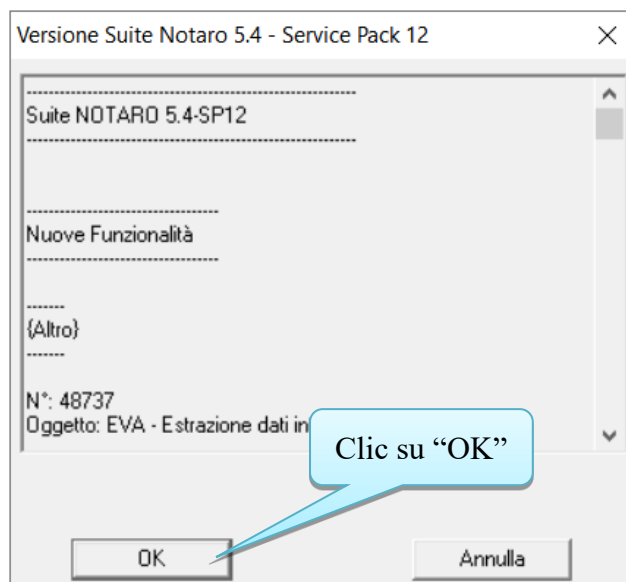 Versione Suite Notaro 5.4 - Service Pack 12
------------------------------------------------------------
Suite NOTARO 5.4-SP12
------------------------------------------------------------
-----------------------------------
Nuove Funzionalità
-----------------------------------
-------
{Altro}
-------
N°: 48737
Oggetto: EVA - Estrazione dati in
Clic su “OK”
OK
Annulla